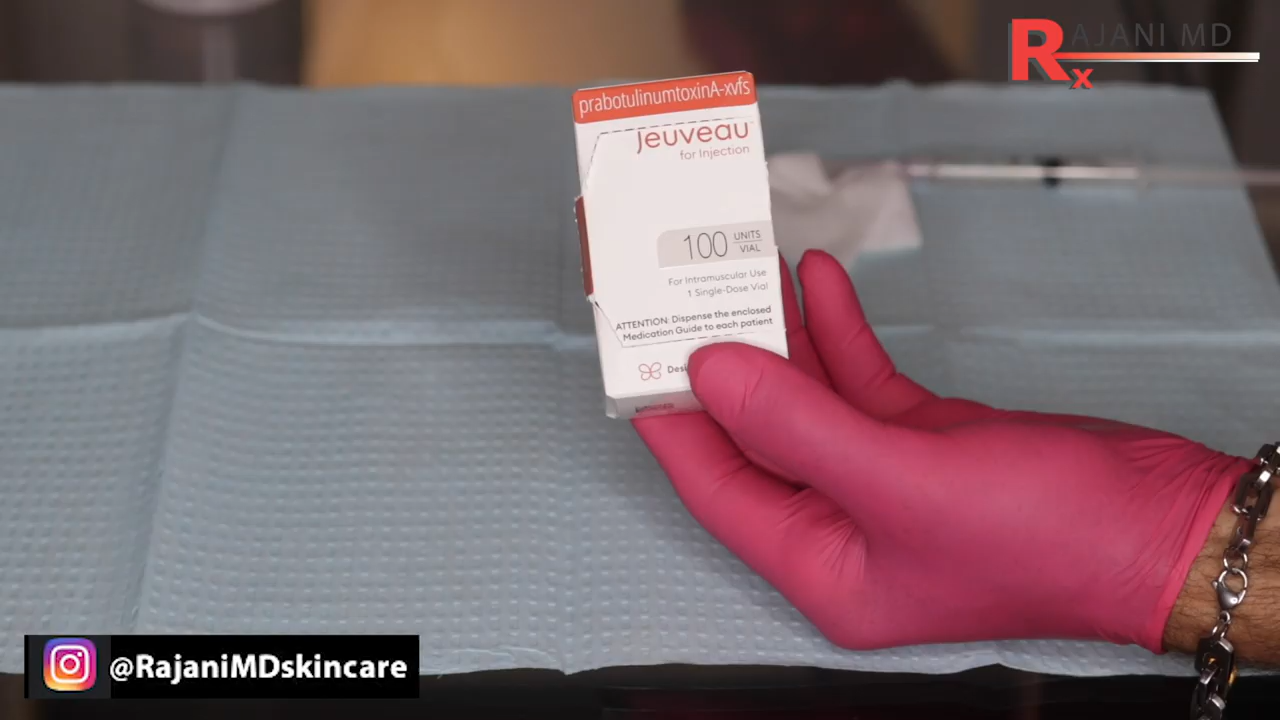 RAJANI MD
Rx
prabotulinumtoxinA-xvfs
Jeuveau
for Injection
100 UNITS
VIAL
For Intramuscular Use
1 Single-Dose Vial
ATTENTION: Dispense the enclosed
Medication Guide to each patient
@RajaniMDskincare